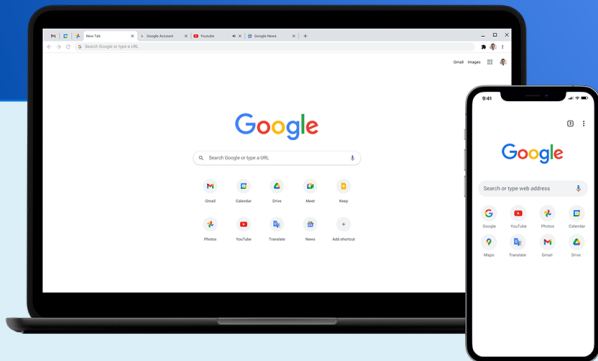 New Tab
Google Account
Youtube
Google News
Search Google or type a URL
Gmail Images
Google
Search Google or type a URL
Gmail Calendar Drive Meet Keep
Photos YouTube Translate News Add shortcut
9:41
Google
Search or type web address
Google YouTube Photos Calendar
Maps Translate Gmail Drive